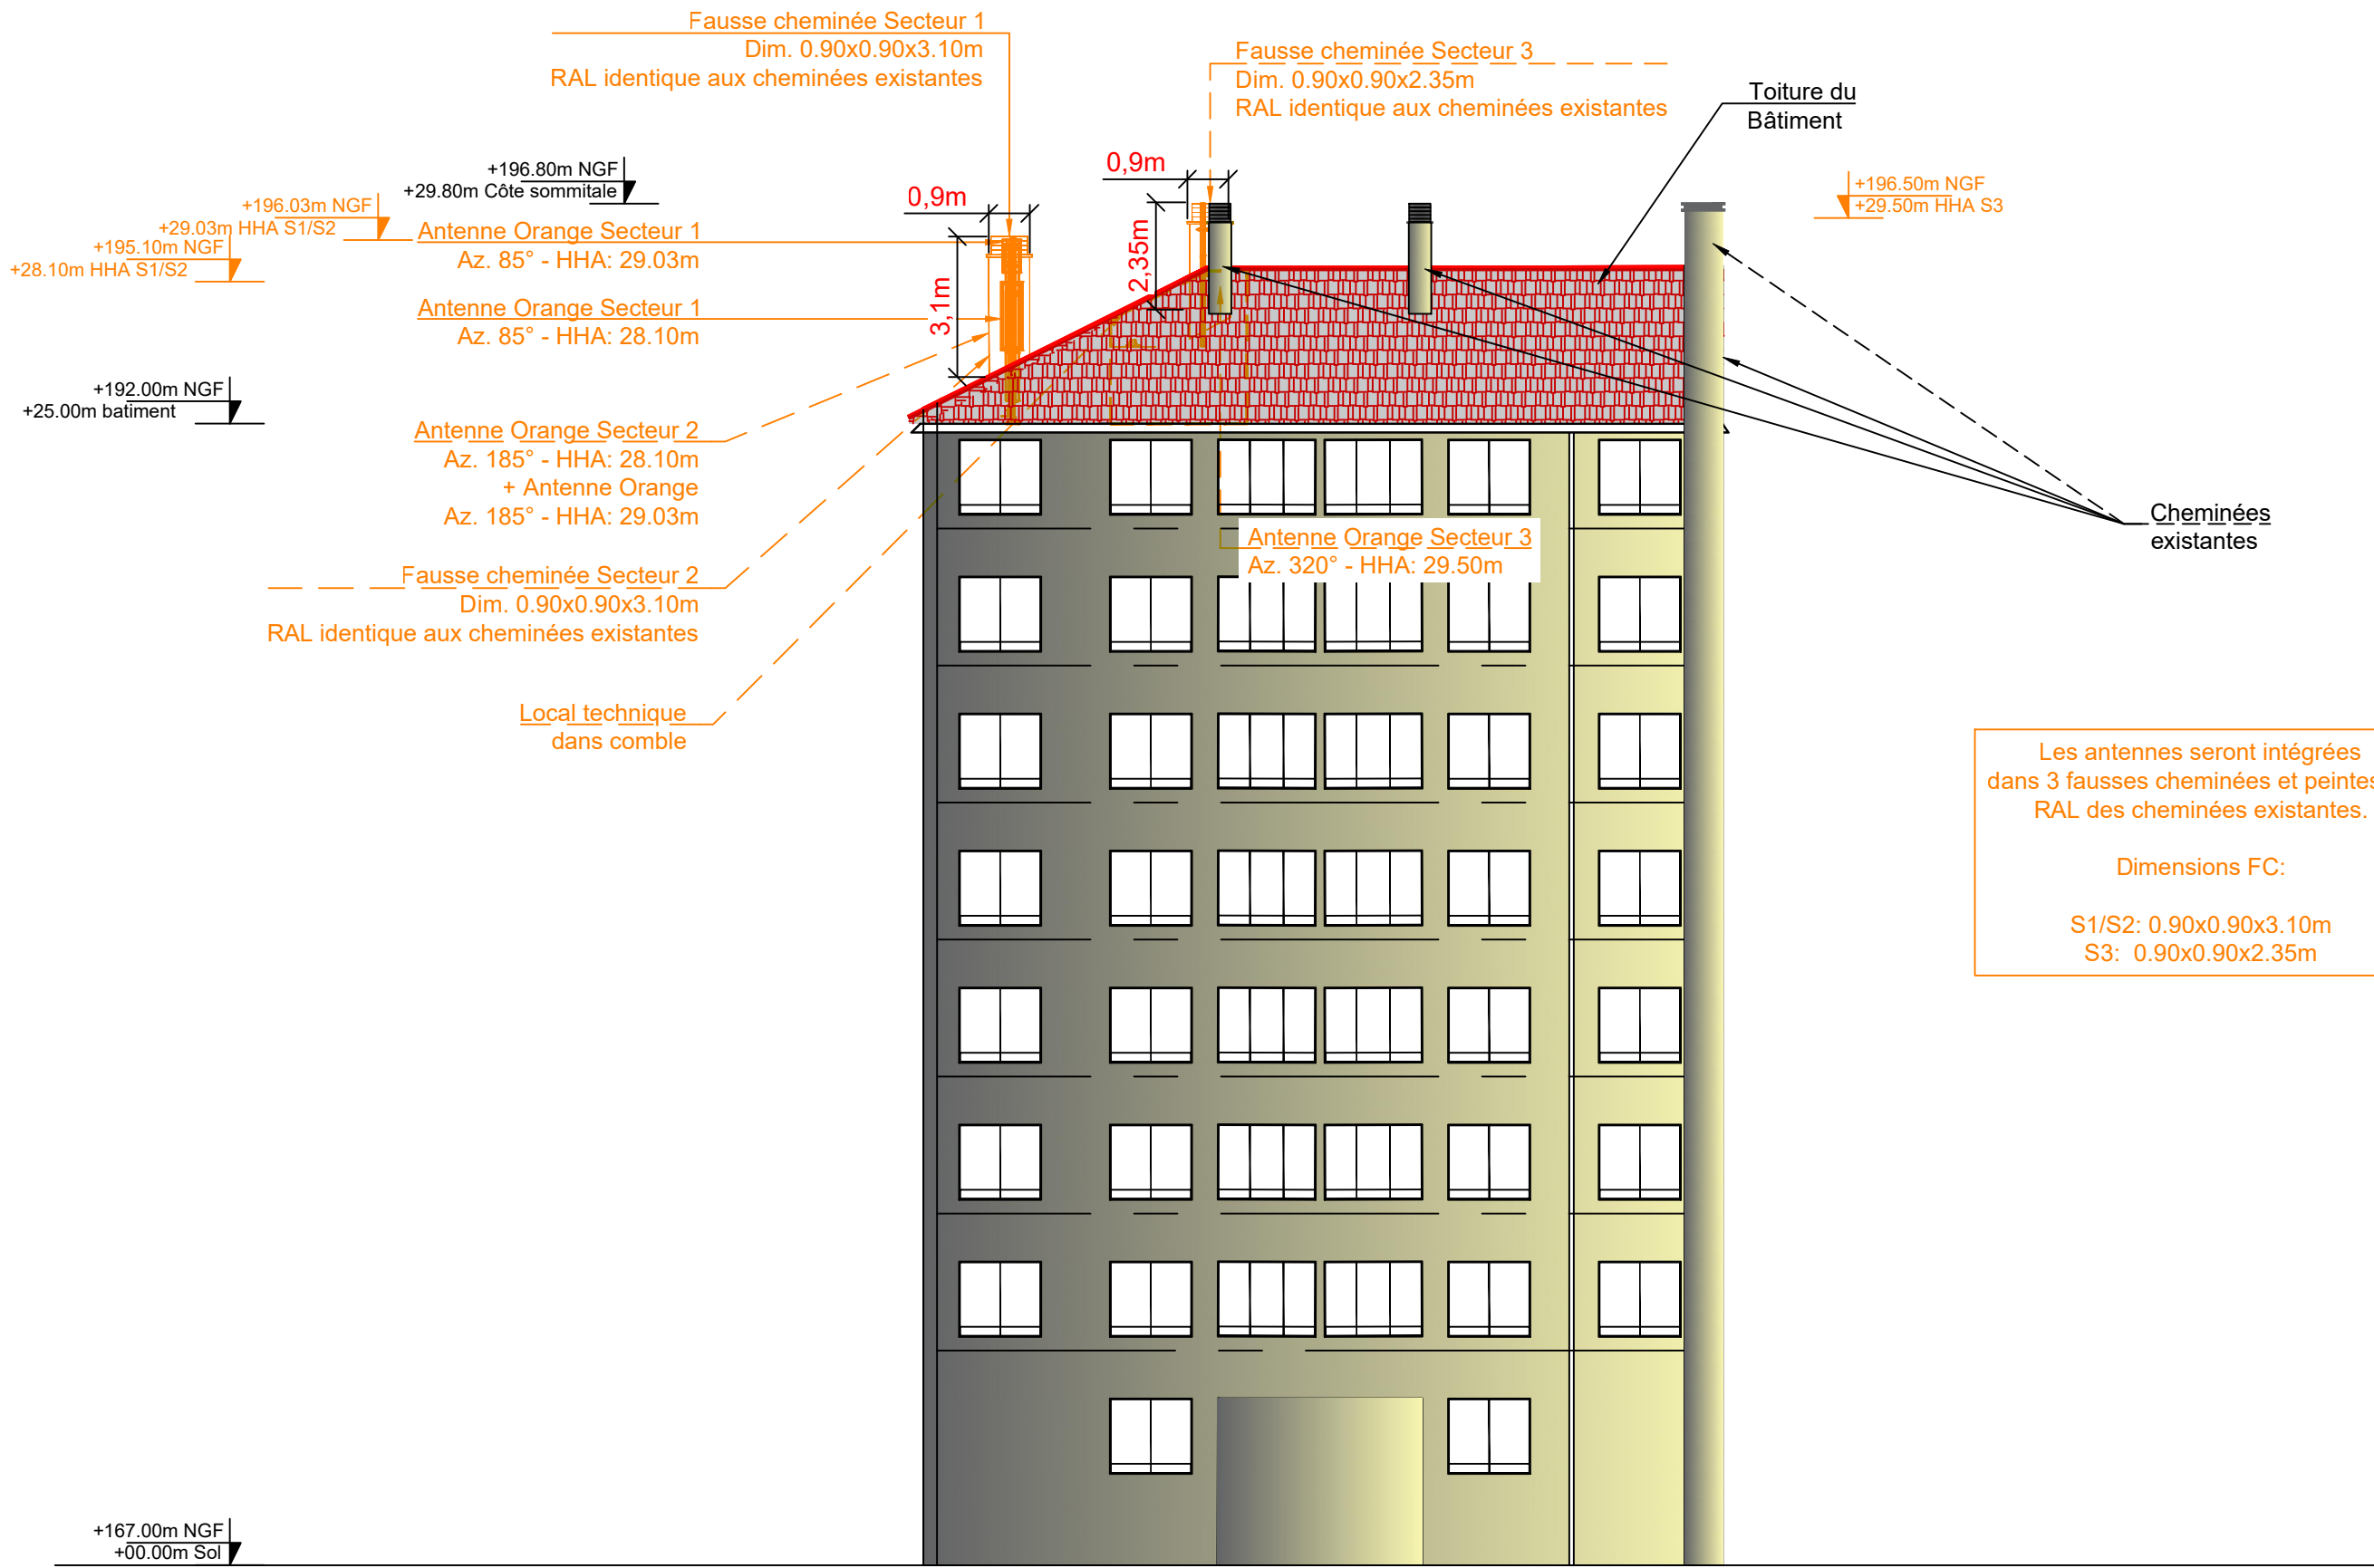 Fausse cheminée Secteur 1
Dim. 0.90x0.90x3.10m
RAL identique aux cheminées existantes
Fausse cheminée Secteur 3
Dim. 0.90x0.90x2.35m
RAL identique aux cheminées existantes
Toiture du
Bâtiment
+196.80m NGF
+29.80m Côte sommitale
0,9m
0,9m
+196.03m NGF
+29.03m HHA S1/S2
+195.10m NGF
+28.10m HHA S1/S2
+196.50m NGF
+29.50m HHA S3
Antenne Orange Secteur 1
Az. 85° - HHA: 29.03m
Antenne Orange Secteur 1
Az. 85° - HHA: 28.10m
3,1m
2,35m
+192.00m NGF
+25.00m batiment
Antenne Orange Secteur 2
Az. 185° - HHA: 28.10m
+ Antenne Orange
Az. 185° - HHA: 29.03m
Antenne Orange Secteur 3
Az. 320° - HHA: 29.50m
Cheminées
existantes
Fausse cheminée Secteur 2
Dim. 0.90x0.90x3.10m
RAL identique aux cheminées existantes
Local technique
dans comble
Les antennes seront intégrées
dans 3 fausses cheminées et peintes
RAL des cheminées existantes.
Dimensions FC:
S1/S2: 0.90x0.90x3.10m
S3: 0.90x0.90x2.35m
+167.00m NGF
+00.00m Sol